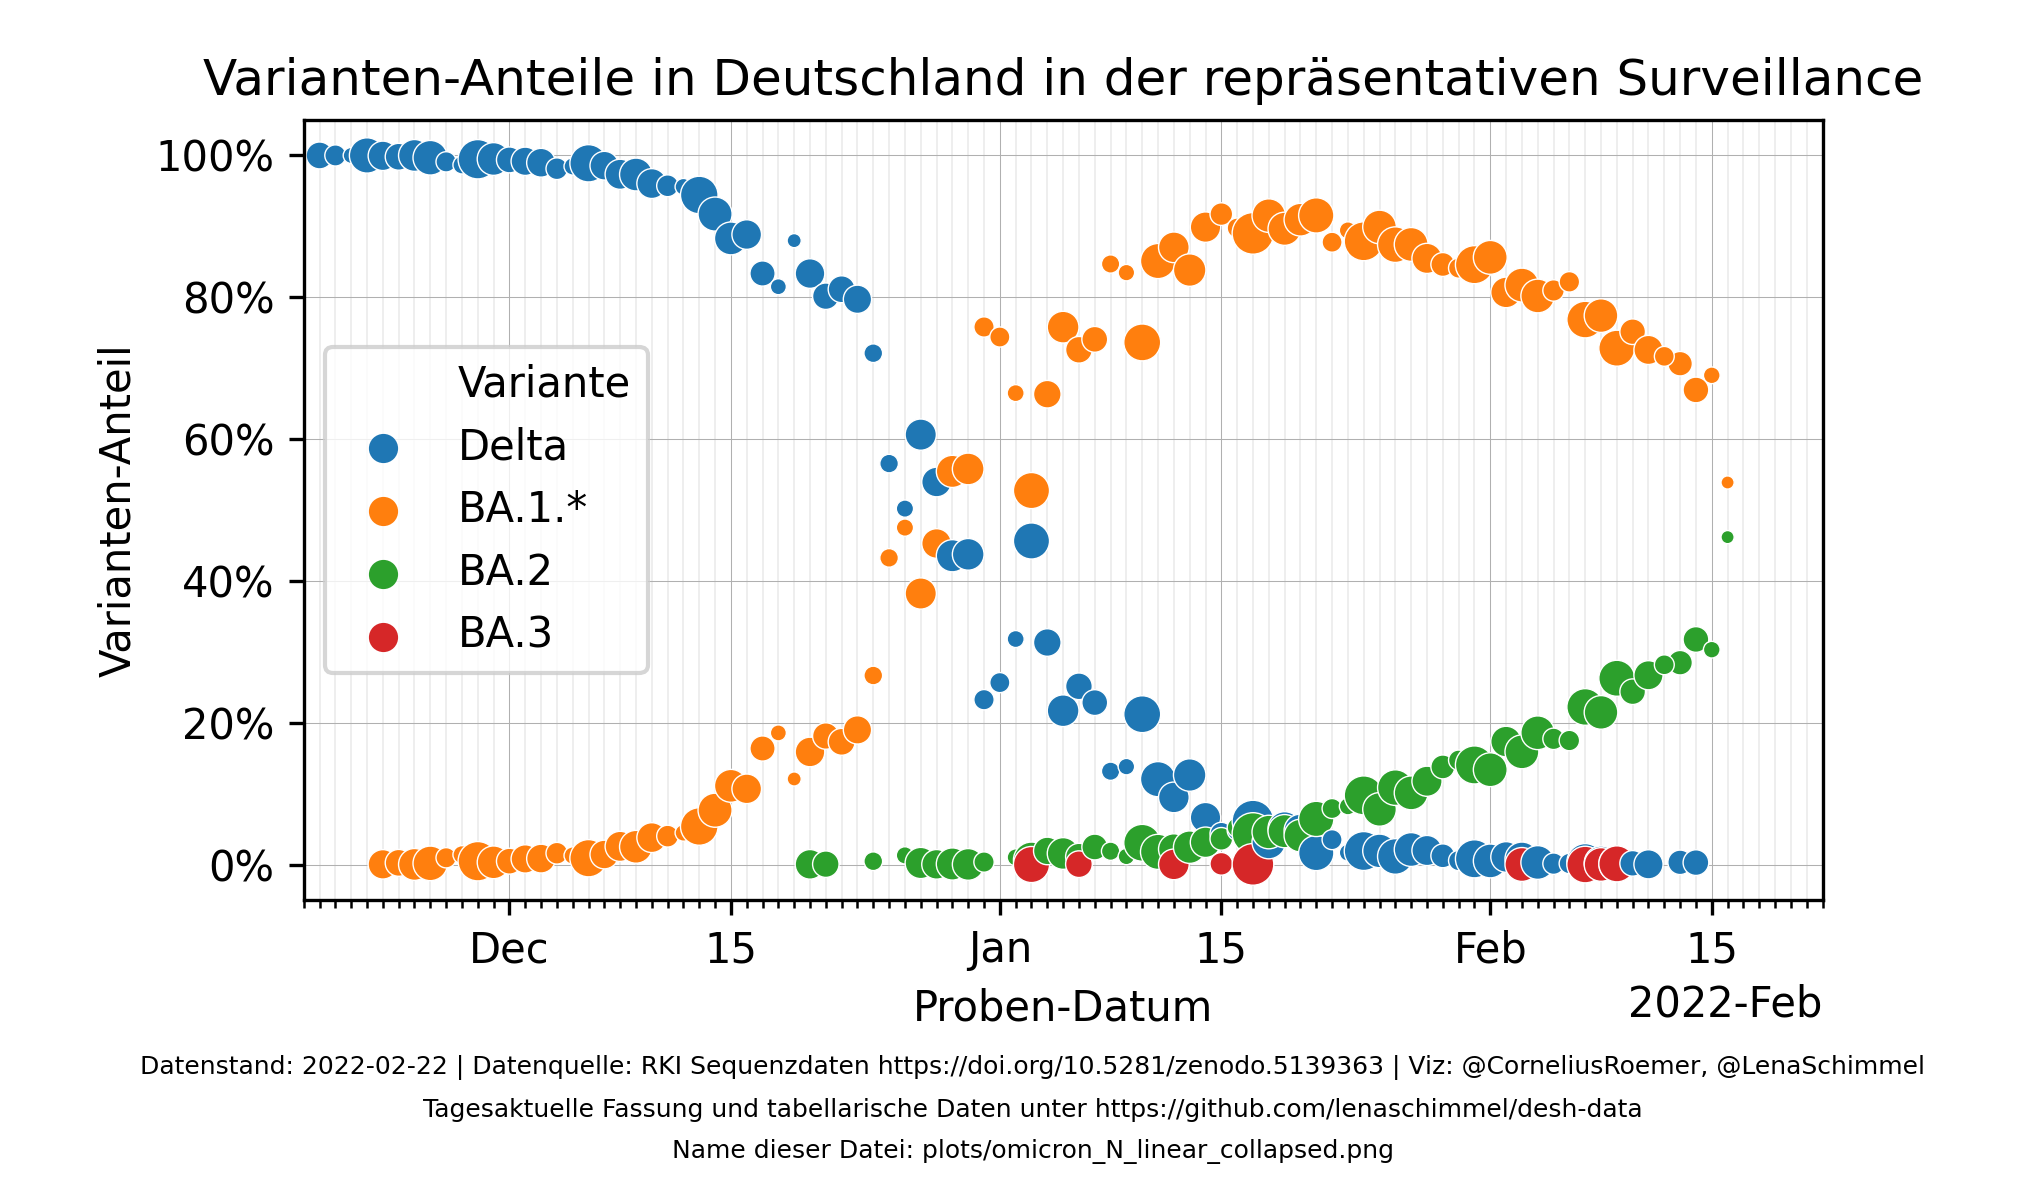 Varianten-Anteile in Deutschland in der repräsentativen Surveillance
Varianten-Anteil
100%
80%
60%
40%
20%
0%
Variante
Delta
BA.1.*
BA.2
BA.3
Dec
15
Jan
15
Feb
15
Proben-Datum
2022-Feb
Datenstand: 2022-02-22 | Datenquelle: RKI Sequenzdaten https://doi.org/10.5281/zenodo.5139363 | Viz: @CorneliusRoemer, @LenaSchimmel
Tagesaktuelle Fassung und tabellarische Daten unter https://github.com/lenaschimmel/desh-data
Name dieser Datei: plots/omicron_N_linear_collapsed.png